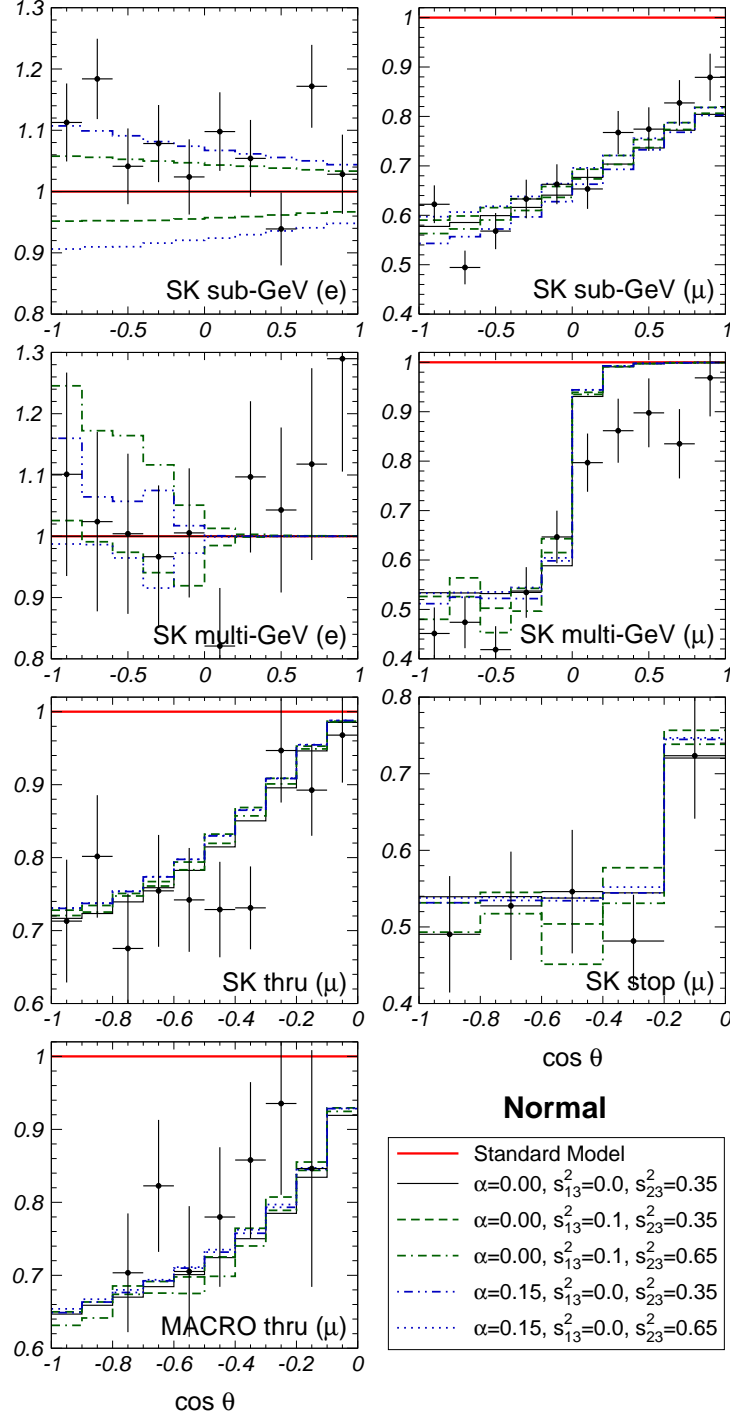 1.3
1.2
1.1
1
0.9
0.8
-1 -0.5 0 0.5 1
SK sub-GeV (e)
1
0.9
0.8
0.7
0.6
0.5
0.4
-1 -0.5 0 0.5 1
SK sub-GeV (μ)
1.3
1.2
1.1
1
0.9
0.8
-1 -0.5 0 0.5 1
SK multi-GeV (e)
1
0.9
0.8
0.7
0.6
0.5
0.4
-1 -0.5 0 0.5 1
SK multi-GeV (μ)
1
0.9
0.8
0.7
0.6
-1 -0.8 -0.6 -0.4 -0.2 0
SK thru (μ)
0.8
0.7
0.6
0.5
0.4
-1 -0.8 -0.6 -0.4 -0.2 0
SK stop (μ)
cos θ
1
0.9
0.8
0.7
0.6
-1 -0.8 -0.6 -0.4 -0.2 0
MACRO thru (μ)
cos θ
Normal
Standard Model
α=0.00, s²₁₃=0.0, s²₂₃=0.35
α=0.00, s²₁₃=0.1, s²₂₃=0.35
α=0.00, s²₁₃=0.1, s²₂₃=0.65
α=0.15, s²₁₃=0.0, s²₂₃=0.35
α=0.15, s²₁₃=0.0, s²₂₃=0.65